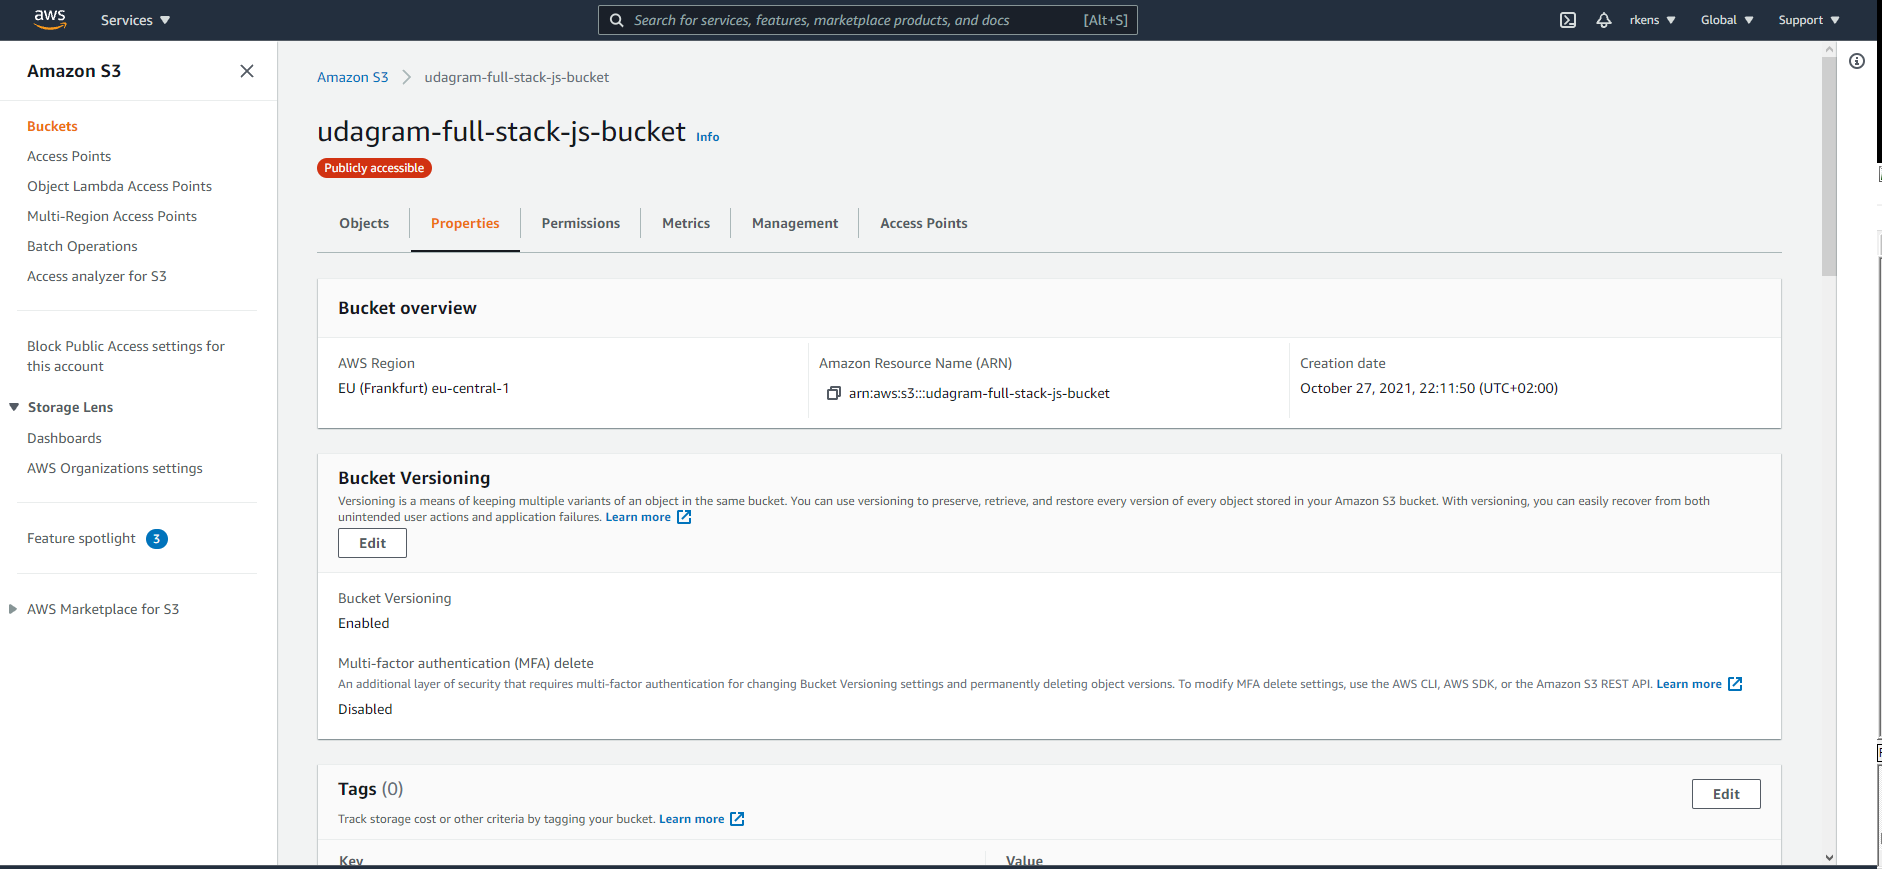 aws
Services
Search for services, features, marketplace products, and docs
[Alt+S]
rkens
Global
Support
Amazon S3
Buckets
Access Points
Object Lambda Access Points
Multi-Region Access Points
Batch Operations
Access analyzer for S3
Block Public Access settings for
this account
Storage Lens
Dashboards
AWS Organizations settings
Feature spotlight 3
AWS Marketplace for S3
Amazon S3
udagram-full-stack-js-bucket
udagram-full-stack-js-bucket Info
Publicly accessible
Objects
Properties
Permissions
Metrics
Management
Access Points
Bucket overview
AWS Region
EU (Frankfurt) eu-central-1
Amazon Resource Name (ARN)
arn:aws:s3:::udagram-full-stack-js-bucket
Creation date
October 27, 2021, 22:11:50 (UTC+02:00)
Bucket Versioning
Versioning is a means of keeping multiple variants of an object in the same bucket. You can use versioning to preserve, retrieve, and restore every version of every object stored in your Amazon S3 bucket. With versioning, you can easily recover from both
unintended user actions and application failures. Learn more
Edit
Bucket Versioning
Enabled
Multi-factor authentication (MFA) delete
An additional layer of security that requires multi-factor authentication for changing Bucket Versioning settings and permanently deleting object versions. To modify MFA delete settings, use the AWS CLI, AWS SDK, or the Amazon S3 REST API. Learn more
Disabled
Tags (0)
Edit
Track storage cost or other criteria by tagging your bucket. Learn more
Key
Value